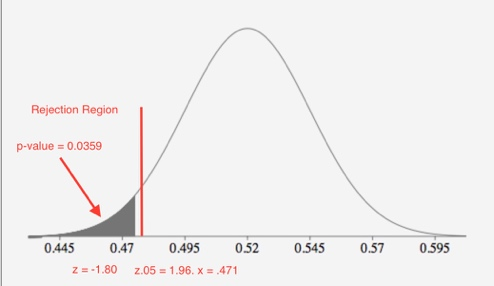 Rejection Region
p-value = 0.0359
0.445 0.47 0.495 0.52 0.545 0.57 0.595
z = -1.80 z.05 = 1.96. x = .471